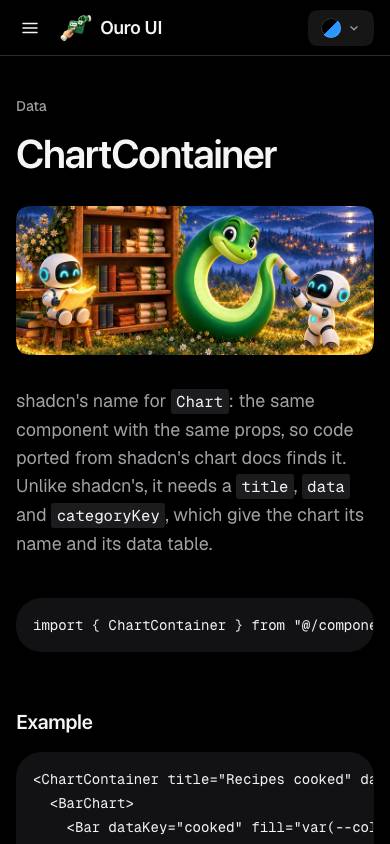 Ouro UI
Data
ChartContainer
shadcn's name for Chart: the same
component with the same props, so code
ported from shadcn's chart docs finds it.
Unlike shadcn's, it needs a title, data
and categoryKey, which give the chart its
name and its data table.
import { ChartContainer } from "@/compone
Example
<ChartContainer title="Recipes cooked" da
<BarChart>
<Bar dataKey="cooked" fill="var(--col